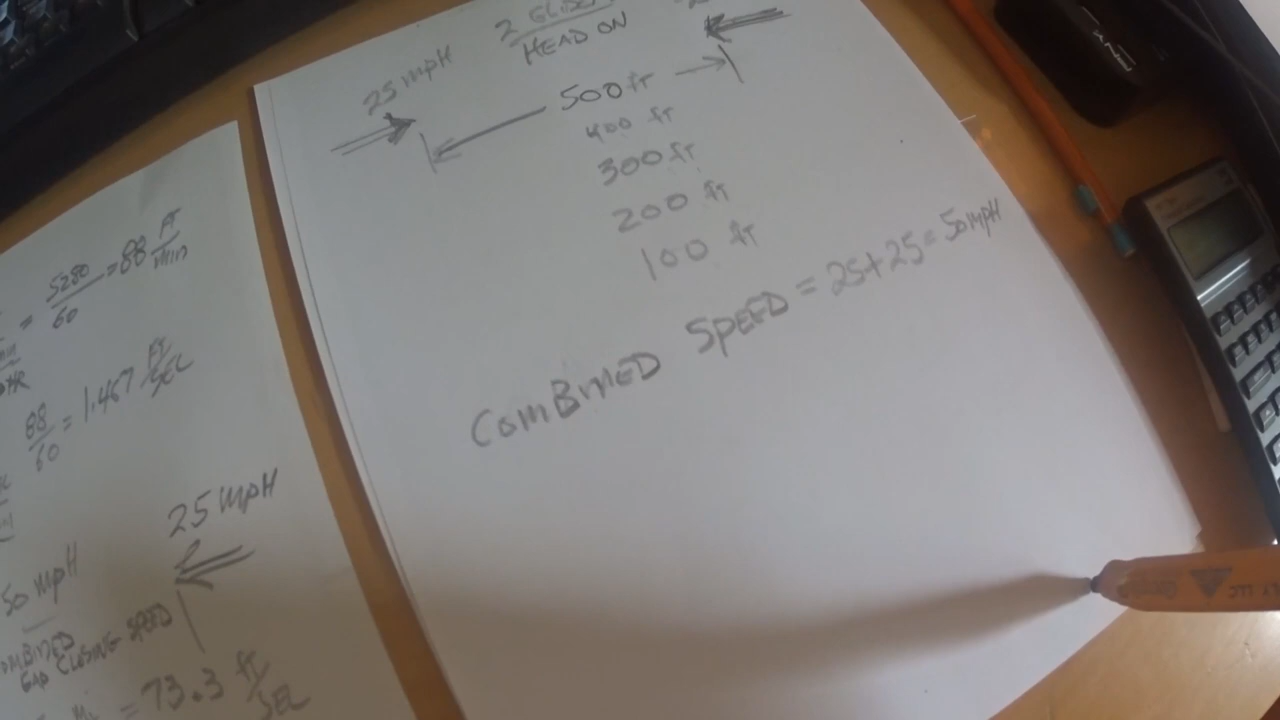 5280
60
= 88 FT
MIN
88
60
= 1.467 FT
SEC
25 MPH
50 MPH
CLOSING SPEED
= 73.3 ft
SEC
2
HEAD ON
25 MPH
500 ft
400 ft
300 ft
200 ft
100 ft
COMBINED SPEED = 25+25 = 50 MPH
LLC